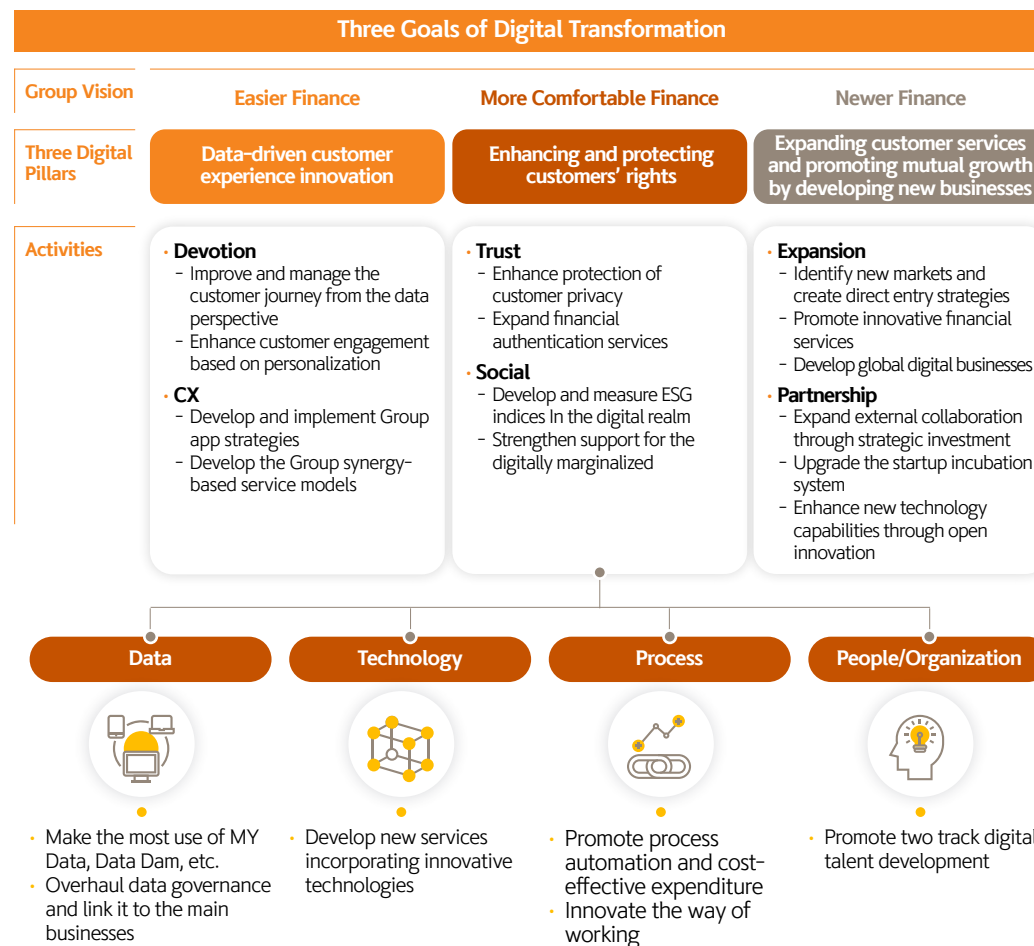 Three Goals of Digital Transformation
Group Vision
Easier Finance
More Comfortable Finance
Newer Finance
Three Digital
Pillars
Data-driven customer
experience innovation
Enhancing and protecting
customers' rights
Expanding customer services
and promoting mutual growth
by developing new businesses
Activities
· Devotion
- Improve and manage the
customer journey from the data
perspective
- Enhance customer engagement
based on personalization
· CX
- Develop and implement Group
app strategies
- Develop the Group synergy-
based service models
· Trust
- Enhance protection of
customer privacy
- Expand financial
authentication services
· Social
- Develop and measure ESG
indices In the digital realm
- Strengthen support for the
digitally marginalized
· Expansion
- Identify new markets and
create direct entry strategies
- Promote innovative financial
services
- Develop global digital businesses
· Partnership
- Expand external collaboration
through strategic investment
- Upgrade the startup incubation
system
- Enhance new technology
capabilities through open
innovation
Data
· Make the most use of MY
Data, Data Dam, etc.
· Overhaul data governance
and link it to the main
businesses
Technology
· Develop new services
incorporating innovative
technologies
Process
· Promote process
automation and cost-
effective expenditure
· Innovate the way of
working
People/Organization
· Promote two track digital
talent development